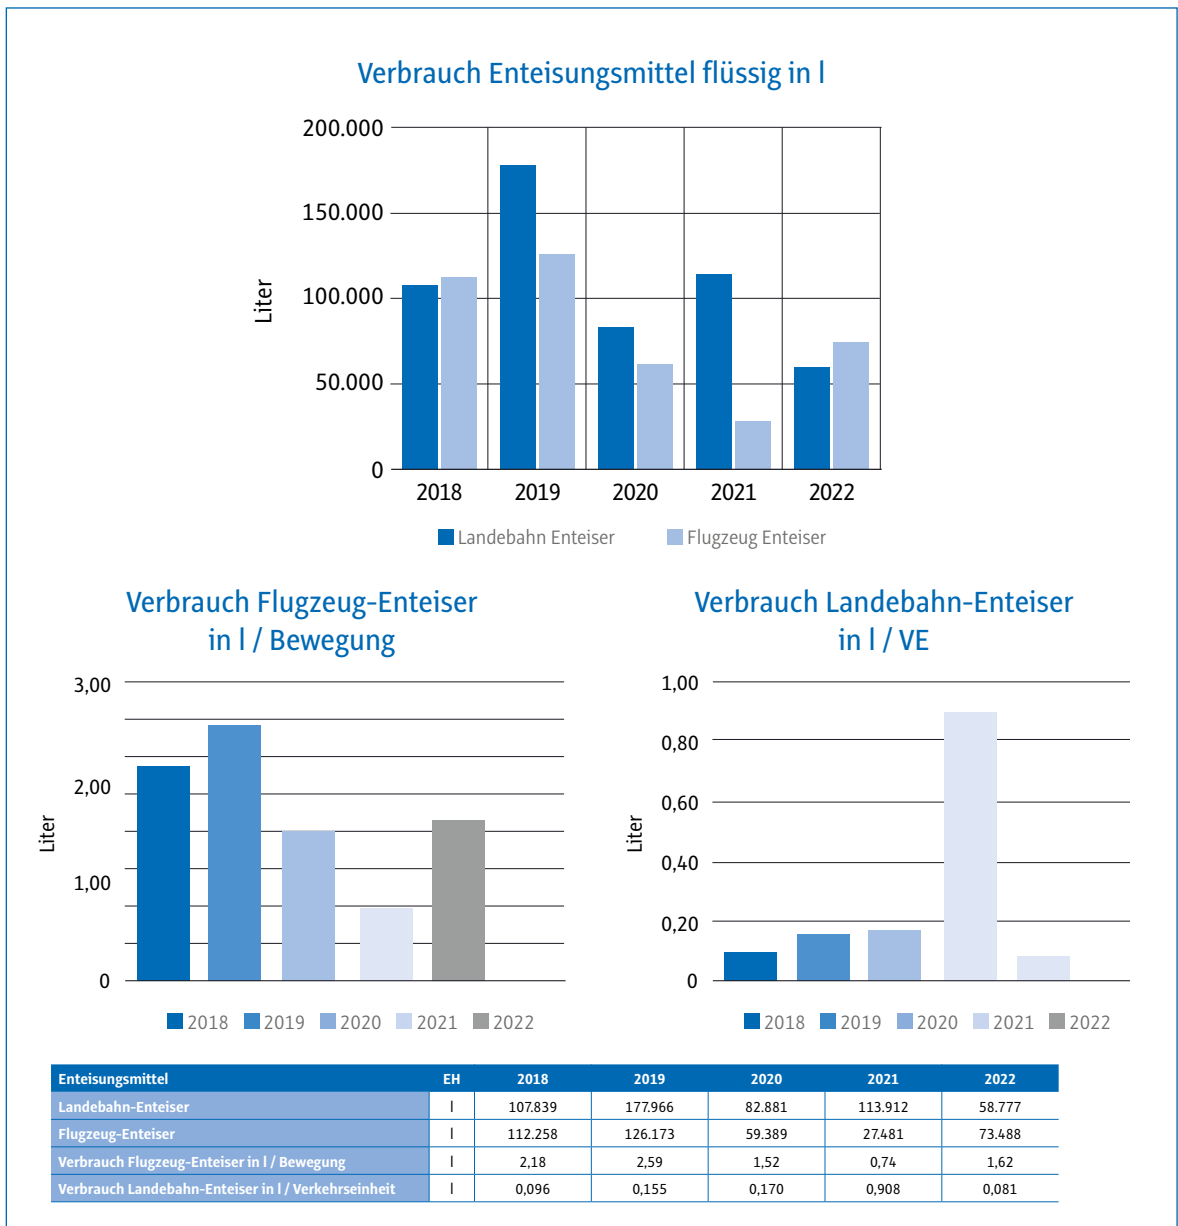 Verbrauch Enteisungsmittel flüssig in l
200.000
150.000
100.000
50.000
0
Liter
2018 2019 2020 2021 2022
Landebahn Enteiser Flugzeug Enteiser
Verbrauch Flugzeug-Enteiser
in l / Bewegung
3,00
2,00
1,00
0
Liter
2018 2019 2020 2021 2022
Verbrauch Landebahn-Enteiser
in l / VE
1,00
0,80
0,60
0,40
0,20
0
Liter
2018 2019 2020 2021 2022
Enteisungsmittel EH 2018 2019 2020 2021 2022
Landebahn-Enteiser l 107.839 177.966 82.881 113.912 58.777
Flugzeug-Enteiser l 112.258 126.173 59.389 27.481 73.488
Verbrauch Flugzeug-Enteiser in l / Bewegung l 2,18 2,59 1,52 0,74 1,62
Verbrauch Landebahn-Enteiser in l / Verkehrseinheit l 0,096 0,155 0,170 0,908 0,081